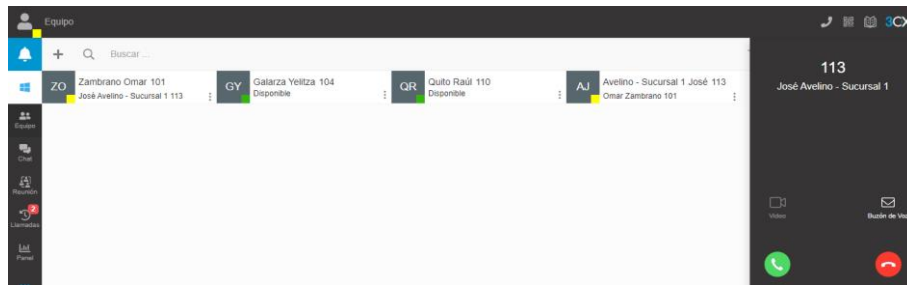 Equipo
3CX
Buscar ...
ZO
Zambrano Omar 101
José Avelino - Sucursal 1 113
GY
Galarza Yelitza 104
Disponible
QR
Quito Raúl 110
Disponible
AJ
Avelino - Sucursal 1 José 113
Omar Zambrano 101
113
José Avelino - Sucursal 1
Equipo
Chat
Reunión
2
Llamadas
Panel
Video
Buzón de Voz